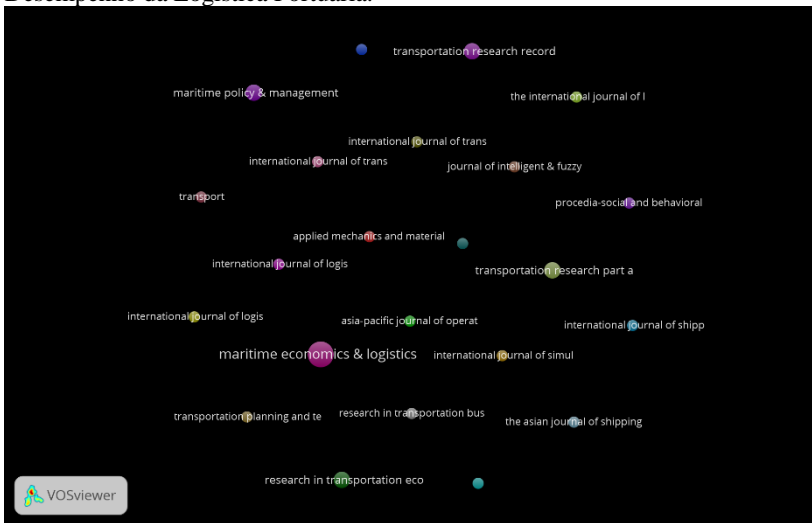 Desempenho da Logística Portuária.
transportation research record
maritime policy & management
the international journal of l
international journal of trans
international journal of trans
journal of intelligent & fuzzy
transport
procedia-social and behavioral
applied mechanics and material
international journal of logis
transportation research part a
international journal of logis
asia-pacific journal of operat
international journal of shipp
maritime economics & logistics
international journal of simul
transportation planning and te
research in transportation bus
the asian journal of shipping
research in transportation eco
VOSviewer